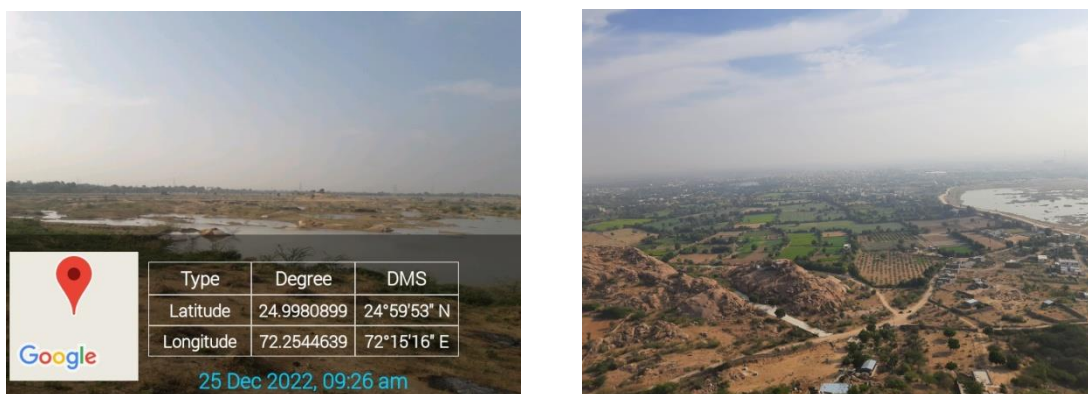 Type Degree DMS
Latitude 24.9980899 24°59'53" N
Longitude 72.2544639 72°15'16" E
Google
25 Dec 2022, 09:26 am